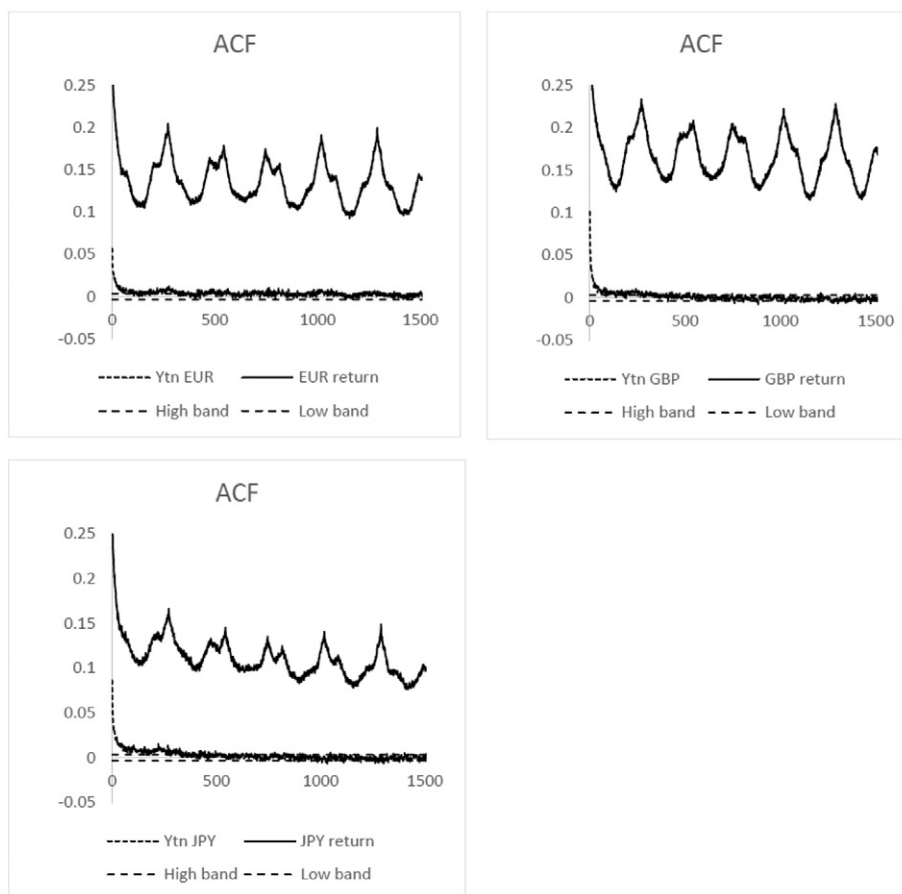 ACF
0.25
0.2
0.15
0.1
0.05
0
-0.05
0 500 1000 1500
Ytn EUR EUR return
High band Low band
ACF
0.25
0.2
0.15
0.1
0.05
0
-0.05
0 500 1000 1500
Ytn GBP GBP return
High band Low band
ACF
0.25
0.2
0.15
0.1
0.05
0
-0.05
0 500 1000 1500
Ytn JPY JPY return
High band Low band